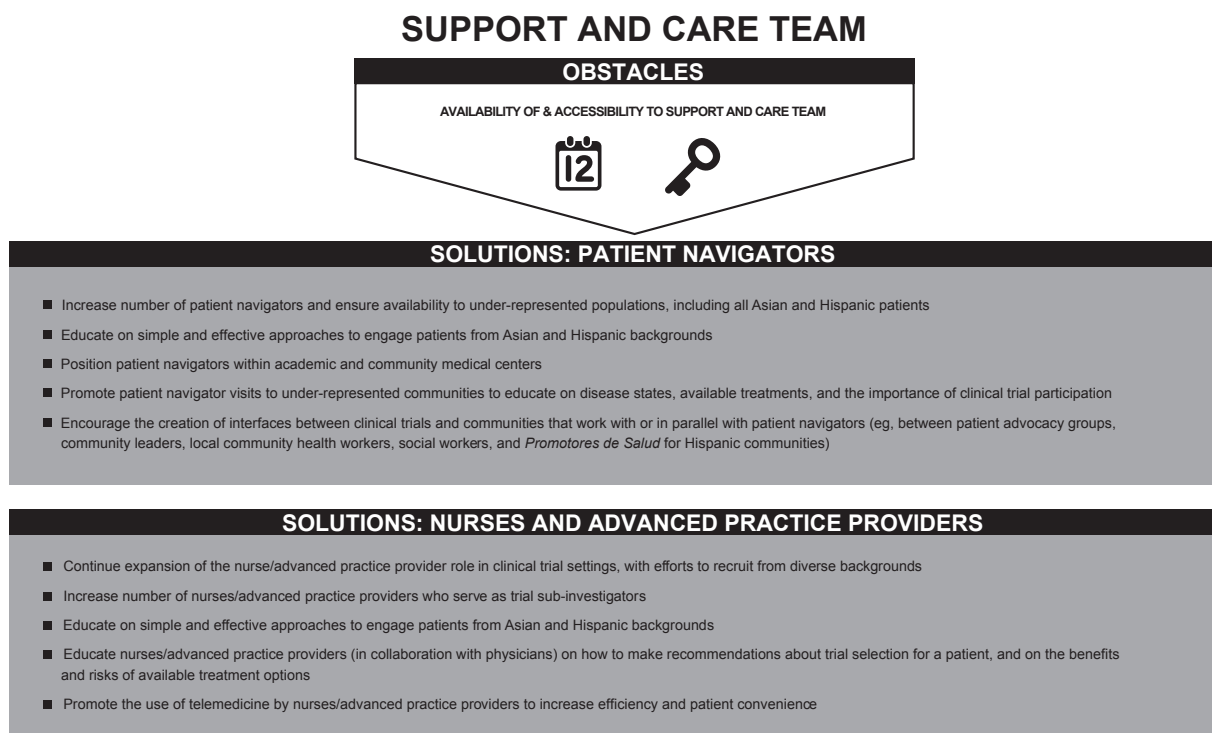 SUPPORT AND CARE TEAM
OBSTACLES
AVAILABILITY OF & ACCESSIBILITY TO SUPPORT AND CARE TEAM
12
SOLUTIONS: PATIENT NAVIGATORS
■ Increase number of patient navigators and ensure availability to under-represented populations, including all Asian and Hispanic patients
■ Educate on simple and effective approaches to engage patients from Asian and Hispanic backgrounds
■ Position patient navigators within academic and community medical centers
■ Promote patient navigator visits to under-represented communities to educate on disease states, available treatments, and the importance of clinical trial participation
■ Encourage the creation of interfaces between clinical trials and communities that work with or in parallel with patient navigators (eg, between patient advocacy groups,
community leaders, local community health workers, social workers, and Promotores de Salud for Hispanic communities)
SOLUTIONS: NURSES AND ADVANCED PRACTICE PROVIDERS
■ Continue expansion of the nurse/advanced practice provider role in clinical trial settings, with efforts to recruit from diverse backgrounds
■ Increase number of nurses/advanced practice providers who serve as trial sub-investigators
■ Educate on simple and effective approaches to engage patients from Asian and Hispanic backgrounds
■ Educate nurses/advanced practice providers (in collaboration with physicians) on how to make recommendations about trial selection for a patient, and on the benefits
and risks of available treatment options
■ Promote the use of telemedicine by nurses/advanced practice providers to increase efficiency and patient convenience